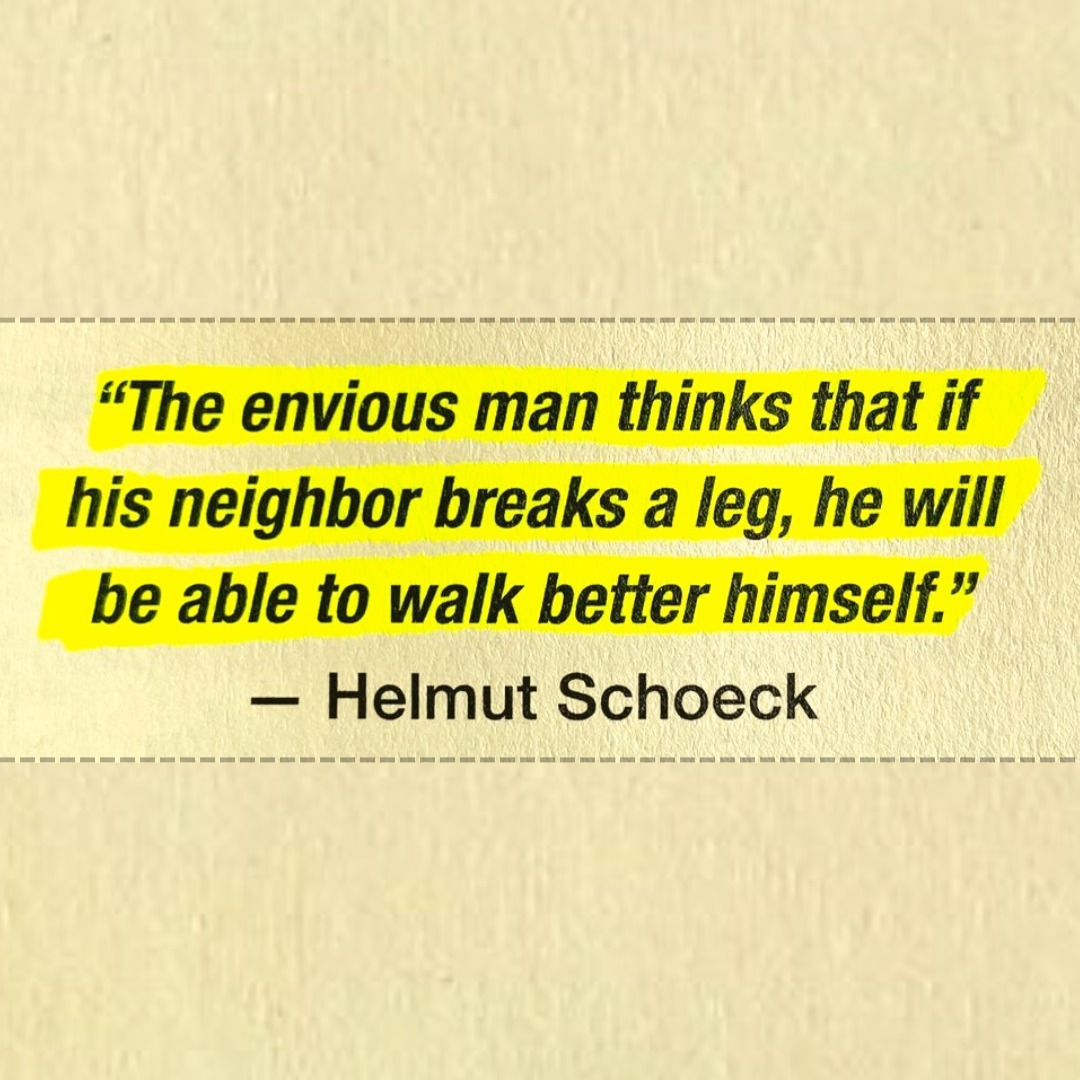 “The envious man thinks that if
his neighbor breaks a leg, he will
be able to walk better himself.”
— Helmut Schoeck